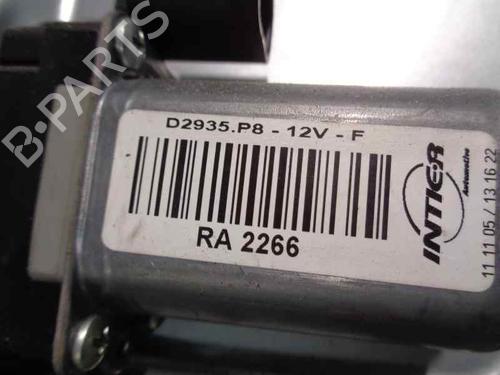 D2935.P8 - 12V - F
RA 2266
INTIER
Automotive
11 11 05 / 13 16 22
B-PARTS